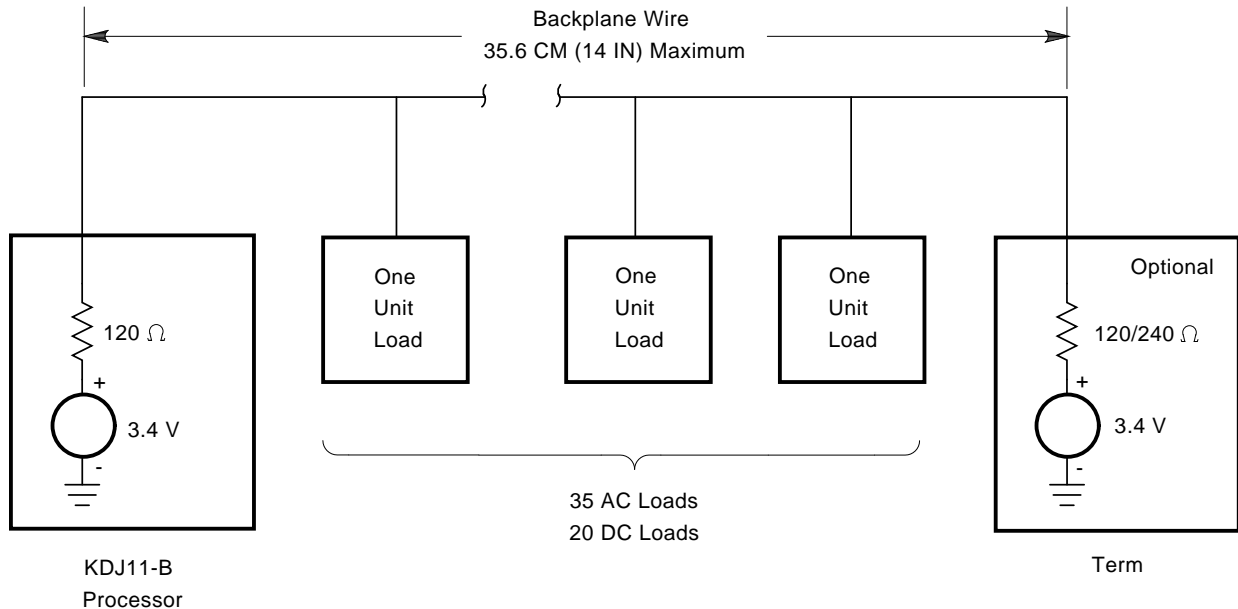 Backplane Wire
35.6 CM (14 IN) Maximum
One
Unit
Load
One
Unit
Load
One
Unit
Load
Optional
120 Ω
+
3.4 V
-
120/240 Ω
+
3.4 V
-
35 AC Loads
20 DC Loads
KDJ11-B
Processor
Term